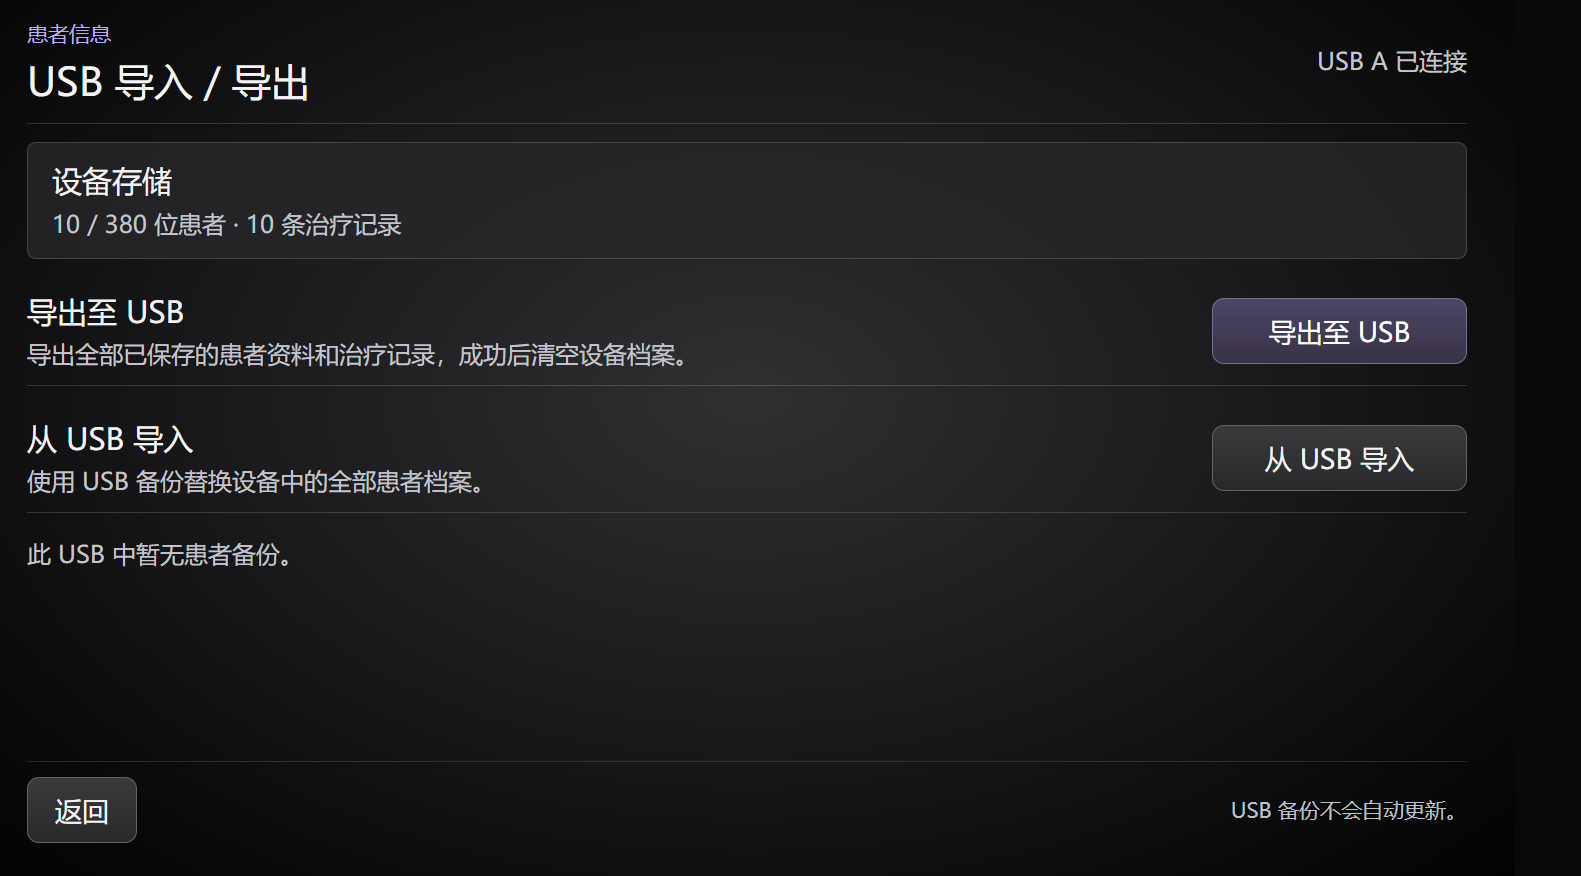 患者信息
USB 导入 / 导出
USB A 已连接
设备存储
10 / 380 位患者 · 10 条治疗记录
导出至 USB
导出全部已保存的患者资料和治疗记录，成功后清空设备档案。
导出至 USB
从 USB 导入
使用 USB 备份替换设备中的全部患者档案。
从 USB 导入
此 USB 中暂无患者备份。
返回
USB 备份不会自动更新。